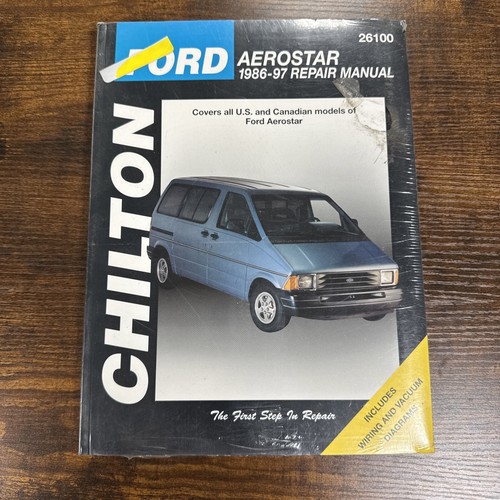 26100
FORD
AEROSTAR
1986-97 REPAIR MANUAL
Covers all U.S. and Canadian models of
Ford Aerostar
CHILTON
The First Step In Repair
INCLUDES
WIRING AND VACUUM
DIAGRAMS